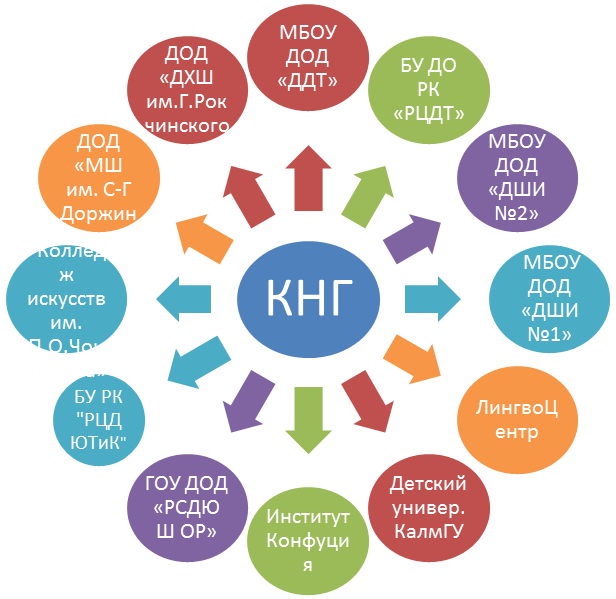 МБОУ
ДОД
«ДДТ»
БУ ДО
РК
«РЦДТ»
МБОУ
ДОД
«ДШИ
№2»
МБОУ
ДОД
«ДШИ
№1»
ЛингвоЦ
ентр
Детский
универ.
КалмГУ
Институт
Конфуци
я
ГОУ ДОД
«РСДЮ
Ш ОР»
БУ РК
"РЦД
ЮТиК"
Колледж
ж
искусств
им.
ДОД
«МШ
им. С-Г
Доржин
ДОД
«ДХШ
им.Г.Рок
чинского
КНГ